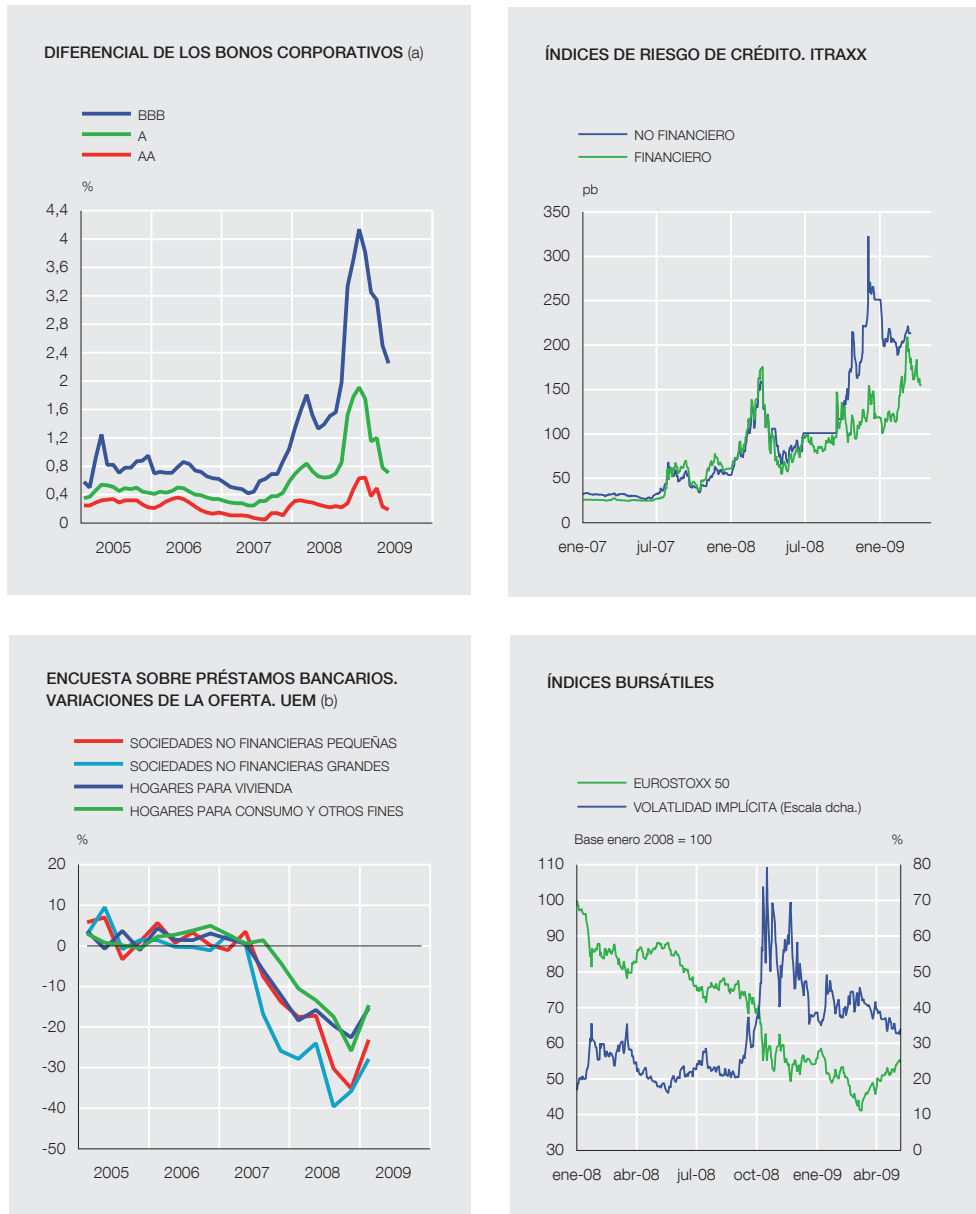 DIFERENCIAL DE LOS BONOS CORPORATIVOS (a)
BBB
A
AA
%
4,4
4
3,6
3,2
2,8
2,4
2
1,6
1,2
0,8
0,4
0
2005 2006 2007 2008 2009
ÍNDICES DE RIESGO DE CRÉDITO. ITRAXX
NO FINANCIERO
FINANCIERO
pb
350
300
250
200
150
100
50
0
ene-07 jul-07 ene-08 jul-08 ene-09
ENCUESTA SOBRE PRÉSTAMOS BANCARIOS.
VARIACIONES DE LA OFERTA. UEM (b)
SOCIEDADES NO FINANCIERAS PEQUEÑAS
SOCIEDADES NO FINANCIERAS GRANDES
HOGARES PARA VIVIENDA
HOGARES PARA CONSUMO Y OTROS FINES
%
20
10
0
-10
-20
-30
-40
-50
2005 2006 2007 2008 2009
ÍNDICES BURSÁTILES
EUROSTOXX 50
VOLATLIDAD IMPLÍCITA (Escala dcha.)
Base enero 2008 = 100 %
110 80
100 70
90 60
80 50
70 40
60 30
50 20
40 10
30 0
ene-08 abr-08 jul-08 oct-08 ene-09 abr-09